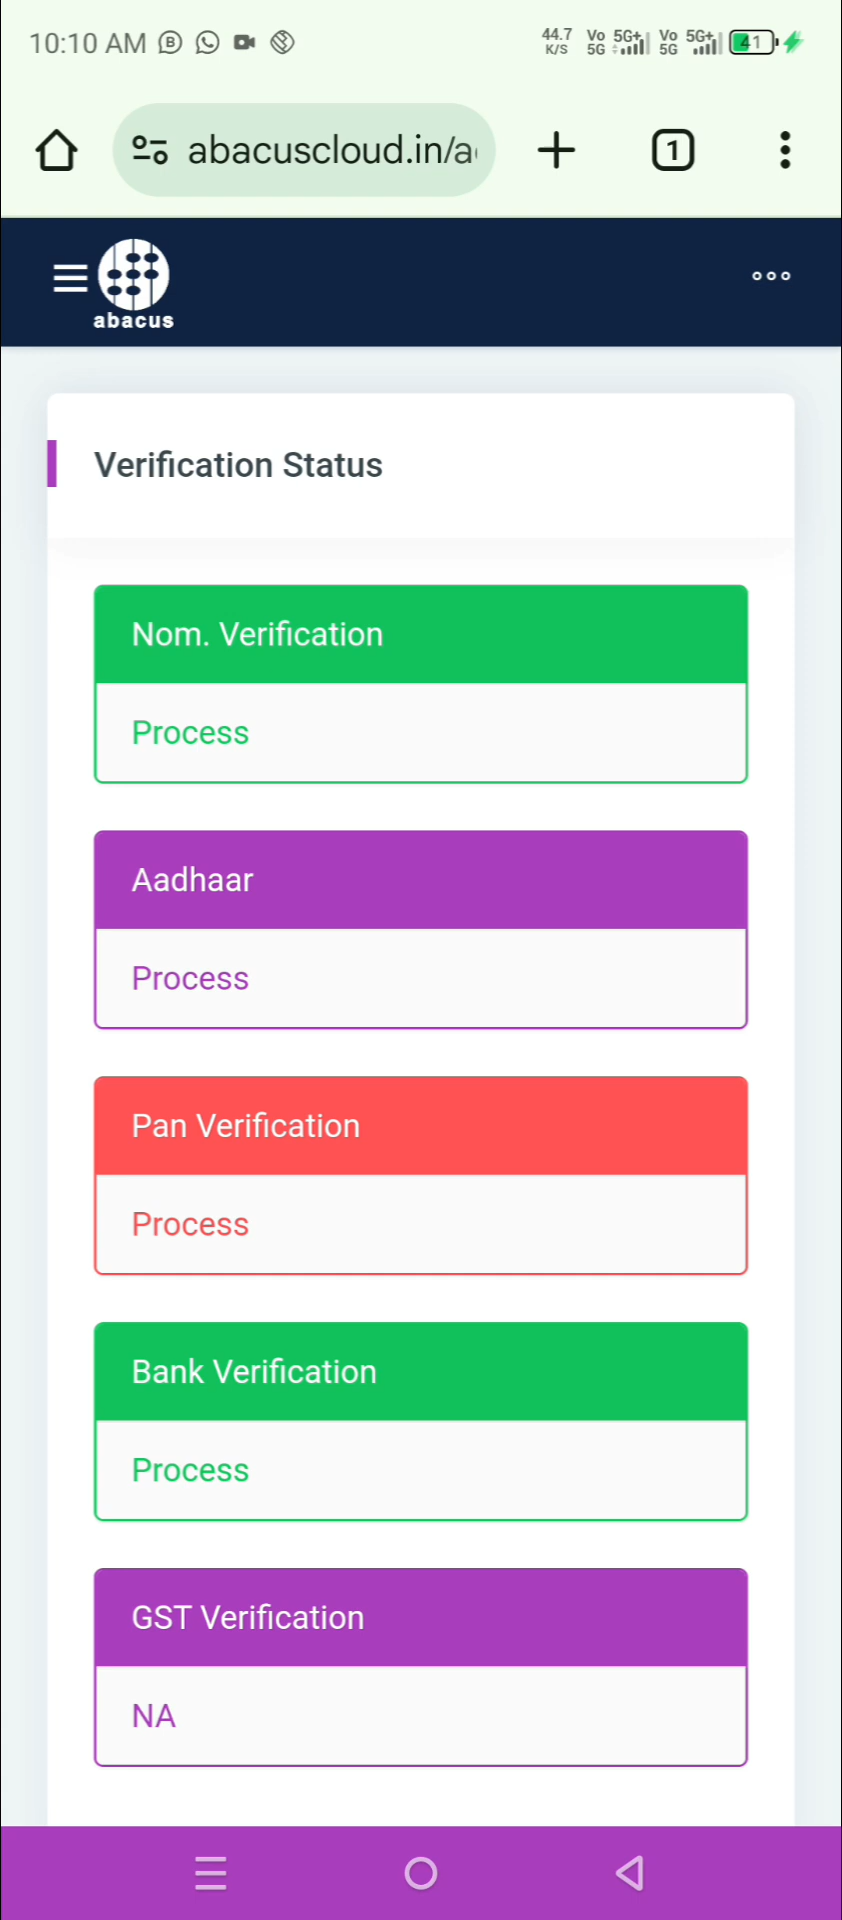 10:10 AM
44.7 K/S Vo 5G 5G+ Vo 5G 5G+ 41
abacuscloud.in/a
1
abacus
Verification Status
Nom. Verification
Process
Aadhaar
Process
Pan Verification
Process
Bank Verification
Process
GST Verification
NA